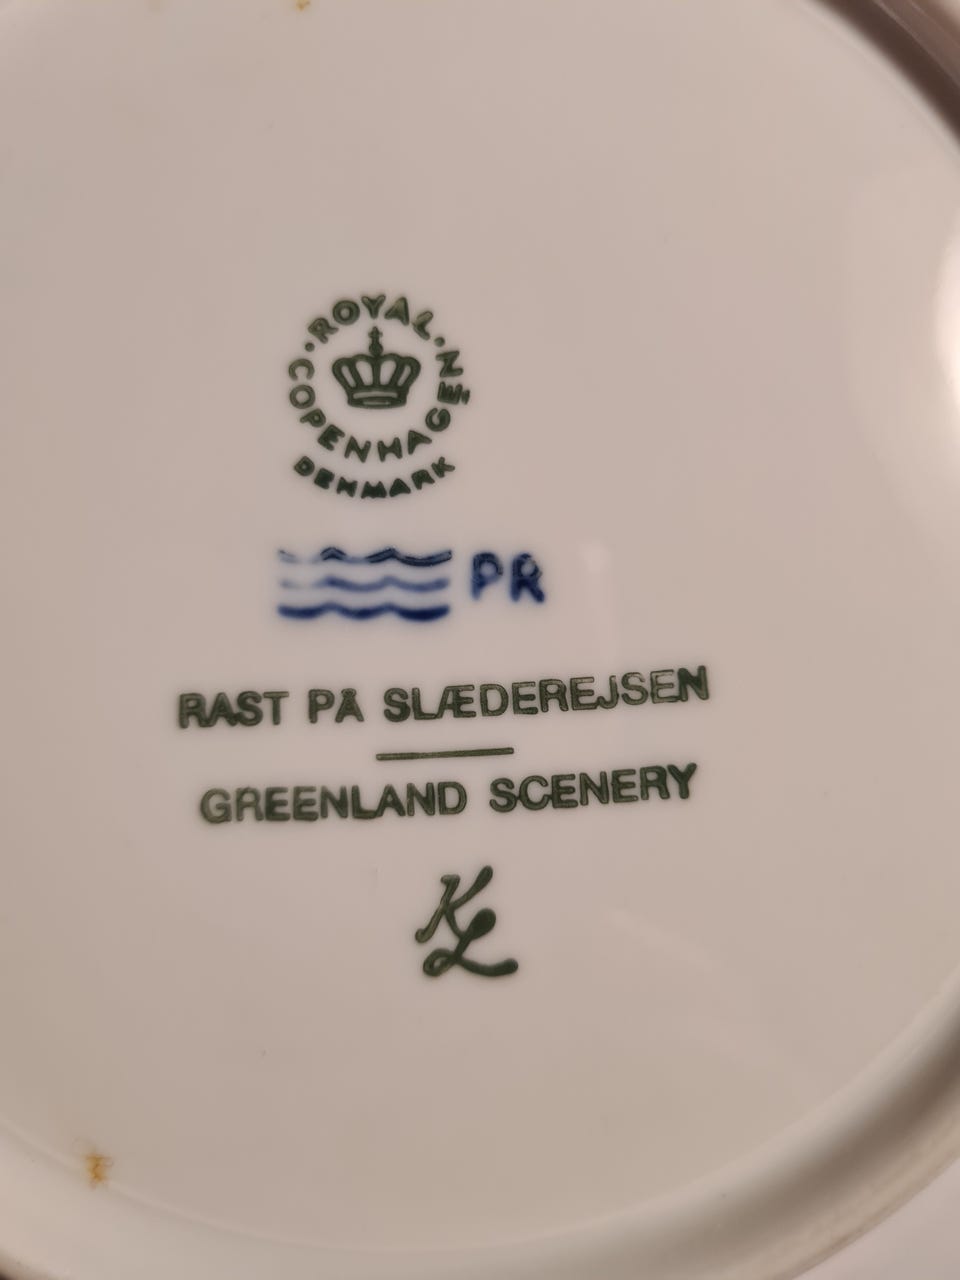 ROYAL
COPENHAGEN
DENMARK
PR
RAST PÅ SLÆDEREJSEN
GREENLAND SCENERY
KL